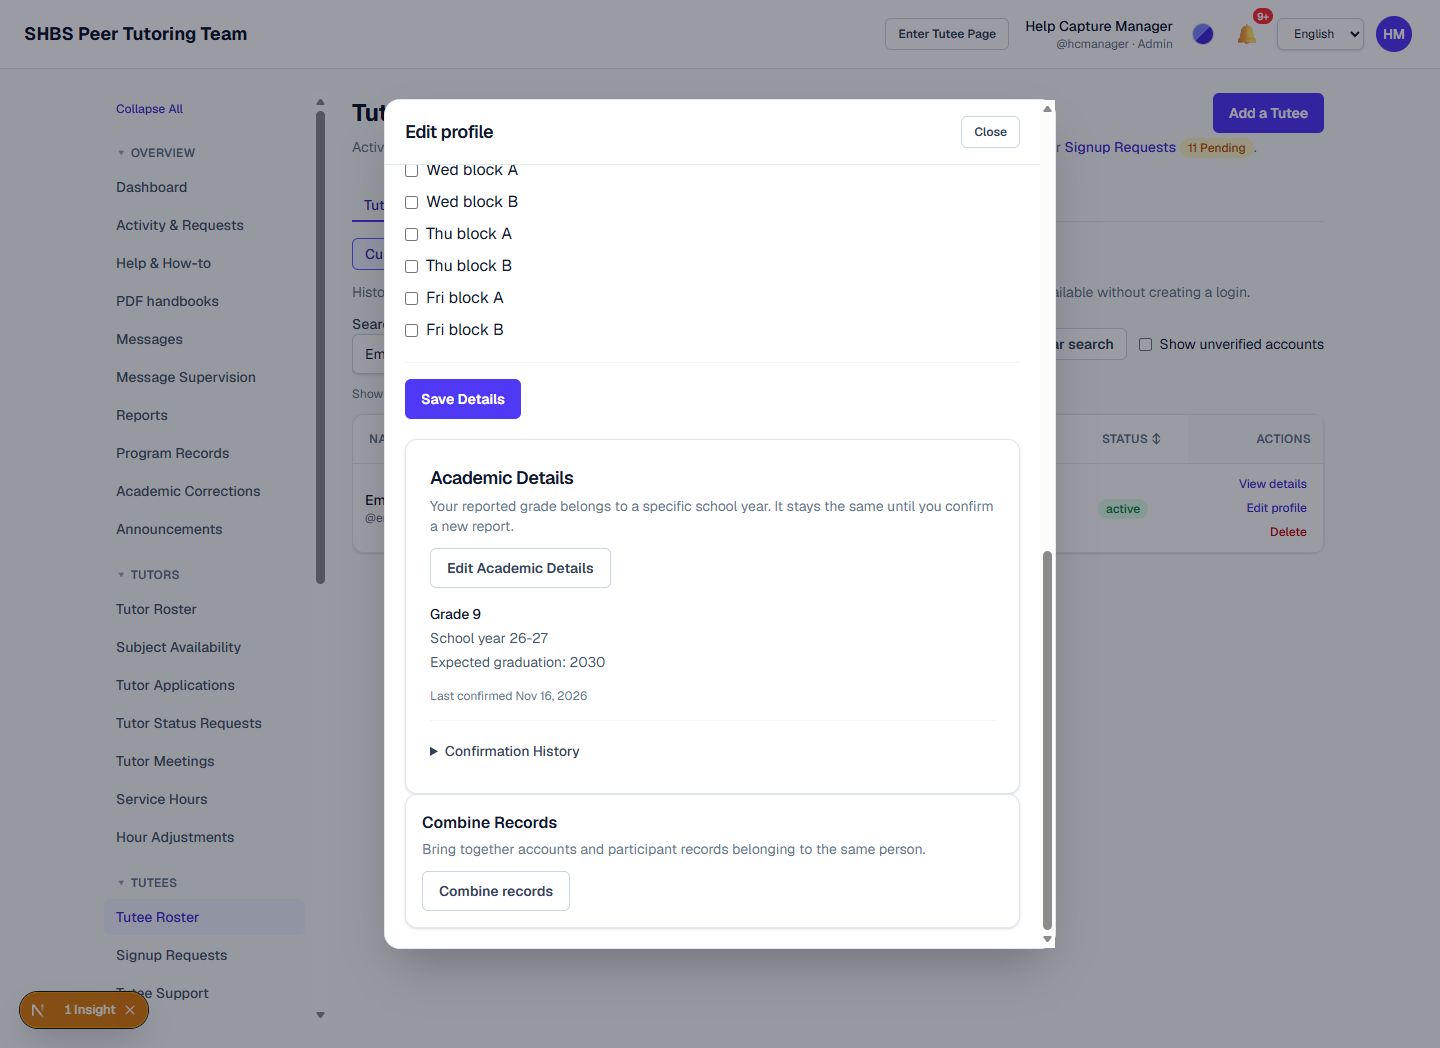 SHBS Peer Tutoring Team
Enter Tutee Page
Help Capture Manager
@hcmanager · Admin
9+
English
HM
Collapse All
OVERVIEW
Dashboard
Activity & Requests
Help & How-to
PDF handbooks
Messages
Message Supervision
Reports
Program Records
Academic Corrections
Announcements
TUTORS
Tutor Roster
Subject Availability
Tutor Applications
Tutor Status Requests
Tutor Meetings
Service Hours
Hour Adjustments
TUTEES
Tutee Roster
Signup Requests
Tutee Support
1 Insight
Add a Tutee
Signup Requests 11 Pending .
search
Show unverified accounts
Show
STATUS
ACTIONS
active
View details
Edit profile
Delete
without creating a login.
Edit profile
Close
Wed block A
Wed block B
Thu block A
Thu block B
Fri block A
Fri block B
Save Details
Academic Details
Your reported grade belongs to a specific school year. It stays the same until you confirm
a new report.
Edit Academic Details
Grade 9
School year 26-27
Expected graduation: 2030
Last confirmed Nov 16, 2026
Confirmation History
Combine Records
Bring together accounts and participant records belonging to the same person.
Combine records